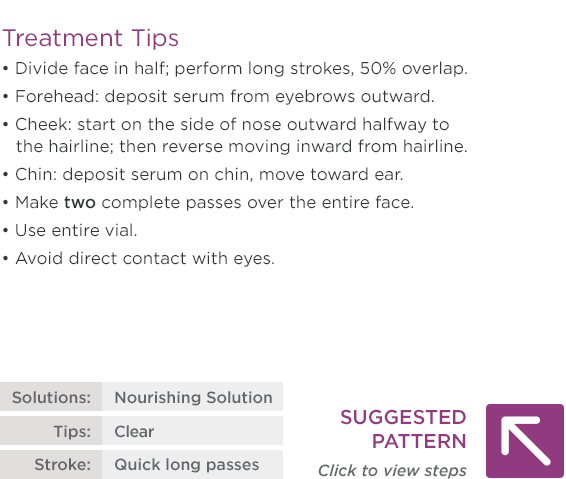 Treatment Tips
• Divide face in half; perform long strokes, 50% overlap.
• Forehead: deposit serum from eyebrows outward.
• Cheek: start on the side of nose outward halfway to
the hairline; then reverse moving inward from hairline.
• Chin: deposit serum on chin, move toward ear.
• Make two complete passes over the entire face.
• Use entire vial.
• Avoid direct contact with eyes.
Solutions: Nourishing Solution
Tips: Clear
Stroke: Quick long passes
SUGGESTED
PATTERN
Click to view steps